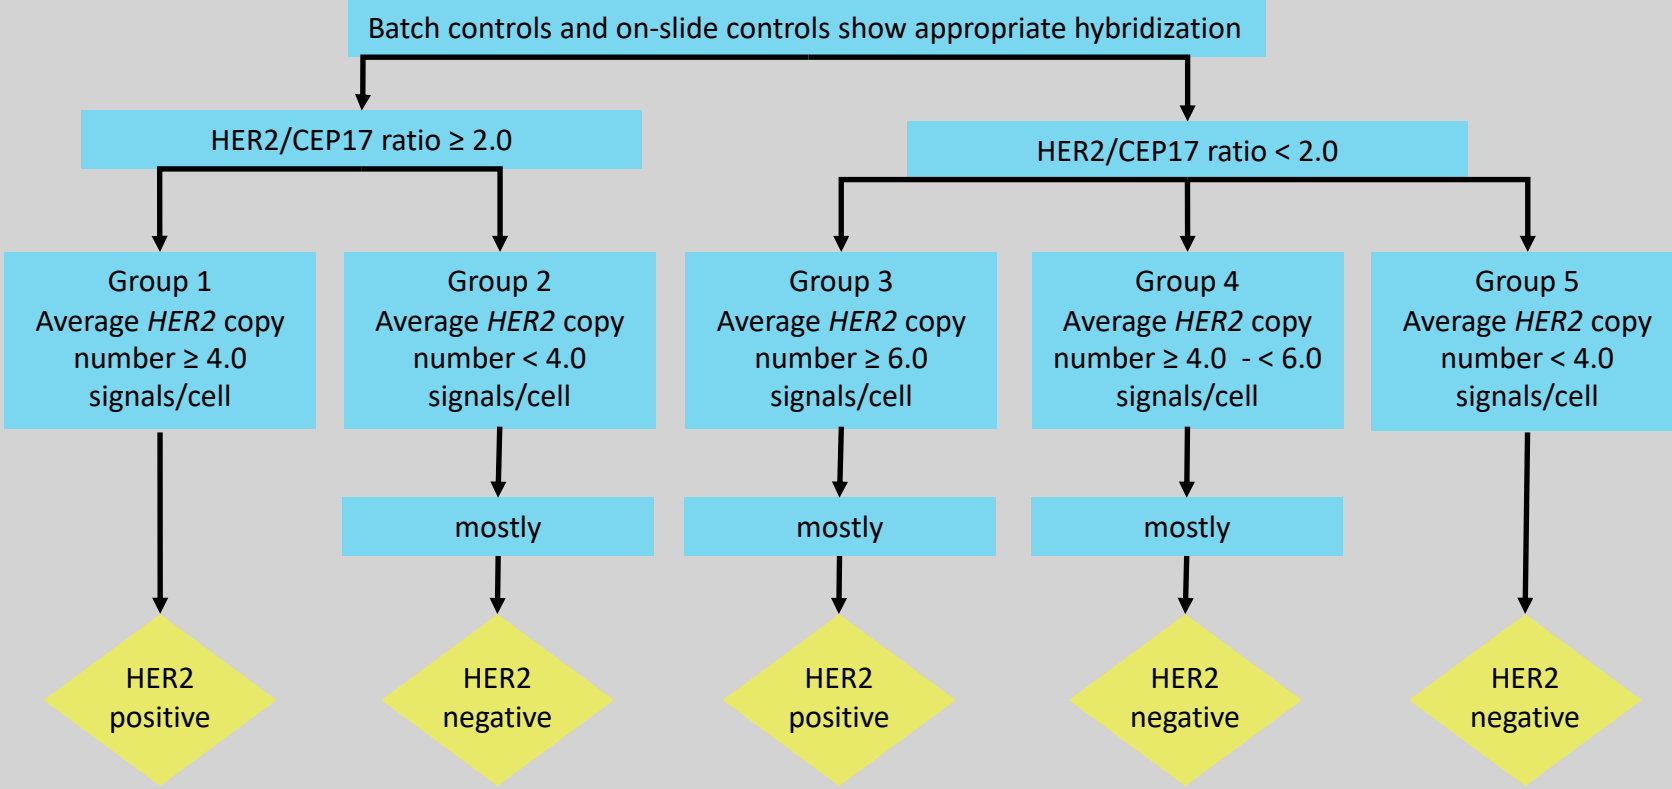 Batch controls and on-slide controls show appropriate hybridization
HER2/CEP17 ratio ≥ 2.0
HER2/CEP17 ratio < 2.0
Group 1
Average HER2 copy
number ≥ 4.0
signals/cell
Group 2
Average HER2 copy
number < 4.0
signals/cell
Group 3
Average HER2 copy
number ≥ 6.0
signals/cell
Group 4
Average HER2 copy
number ≥ 4.0 - < 6.0
signals/cell
Group 5
Average HER2 copy
number < 4.0
signals/cell
mostly
mostly
mostly
HER2
positive
HER2
negative
HER2
positive
HER2
negative
HER2
negative